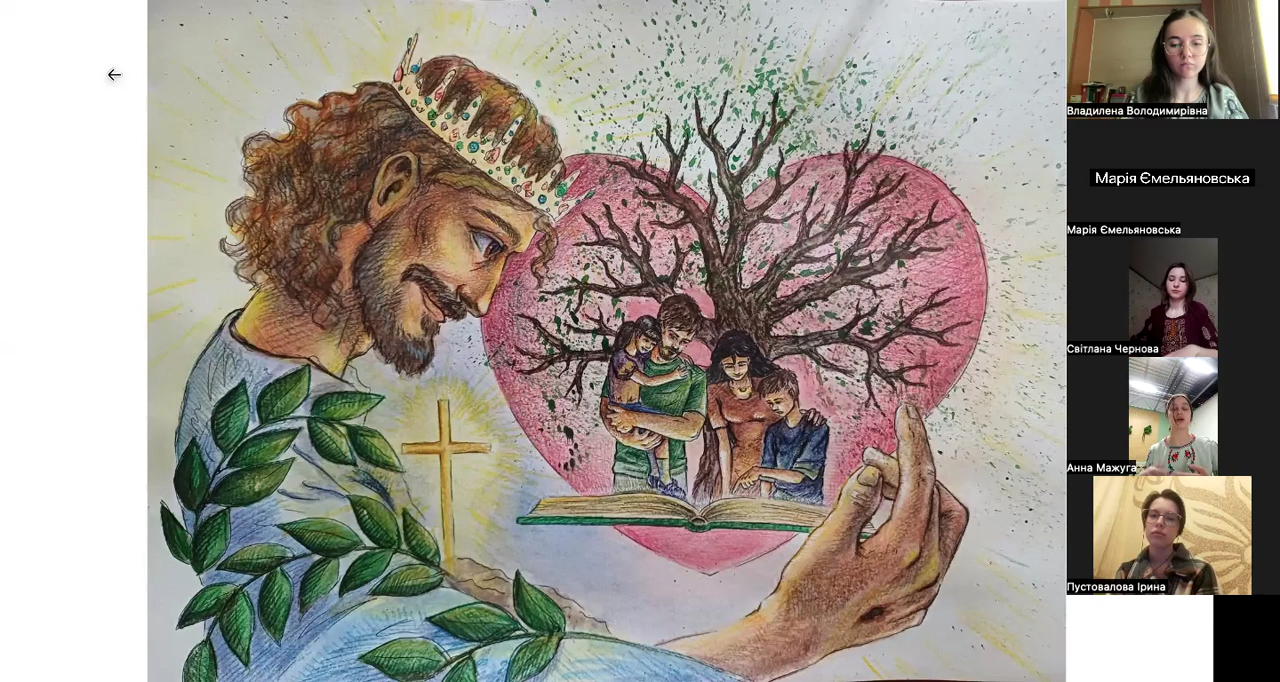 Владилена Володимирівна
Марія Ємельяновська
Марія Ємельяновська
Світлана Чернова
Анна Мажуга
Пустовалова Ірина